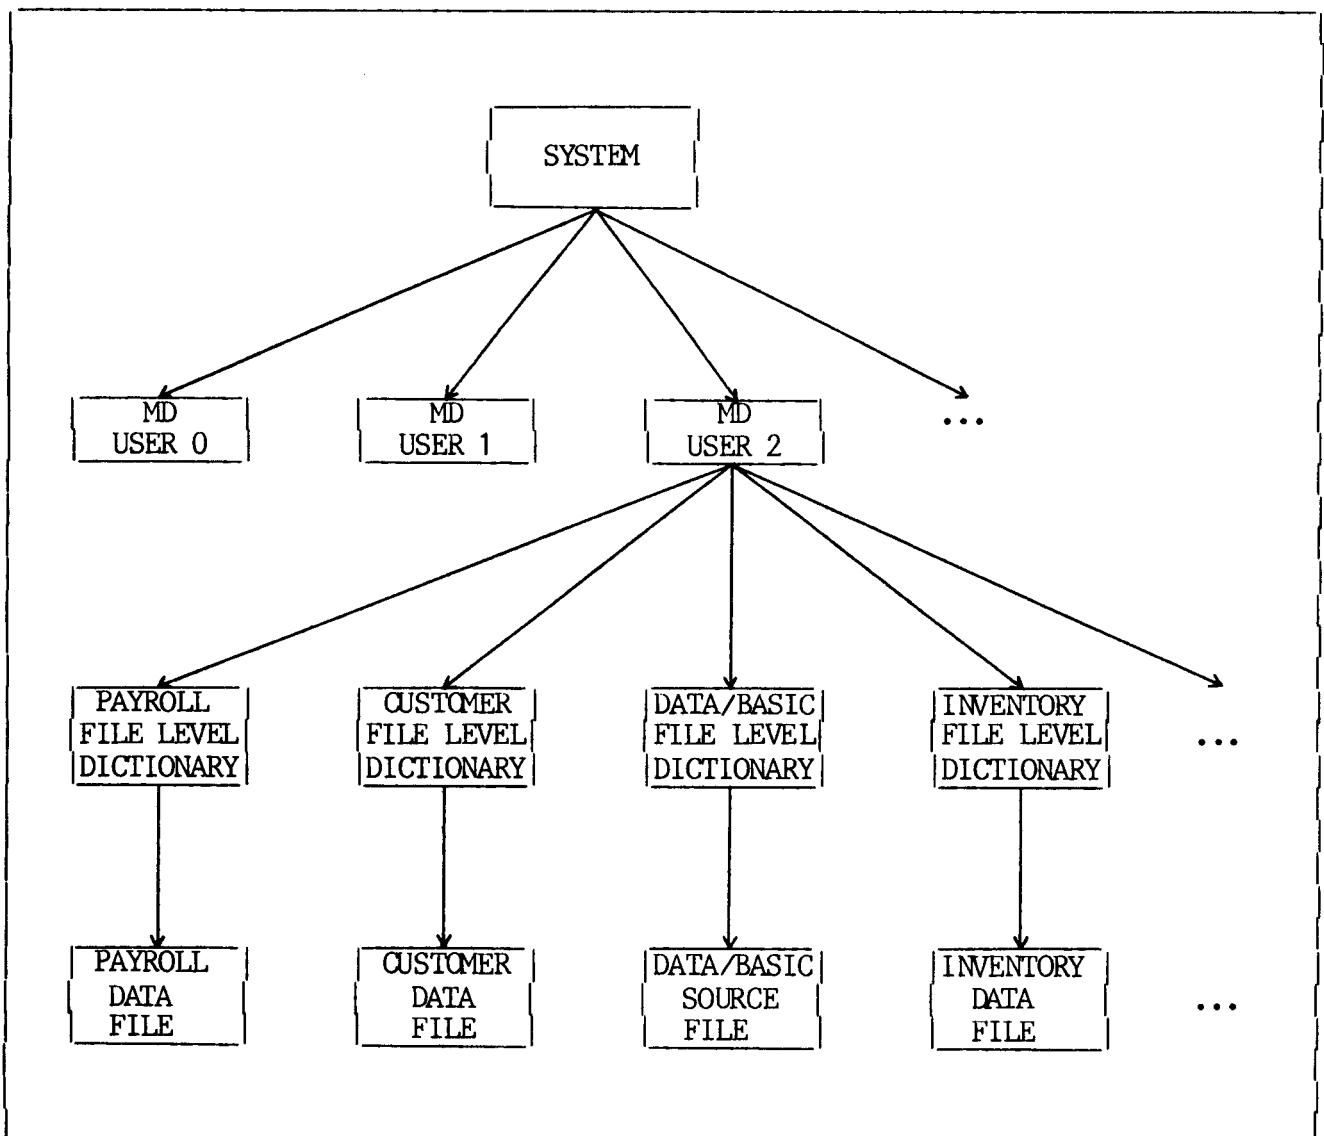 SYSTEM
MD
USER 0
MD
USER 1
MD
USER 2
...
PAYROLL
FILE LEVEL
DICTIONARY
CUSTOMER
FILE LEVEL
DICTIONARY
DATA/BASIC
FILE LEVEL
DICTIONARY
INVENTORY
FILE LEVEL
DICTIONARY
...
PAYROLL
DATA
FILE
CUSTOMER
DATA
FILE
DATA/BASIC
SOURCE
FILE
INVENTORY
DATA
FILE
...